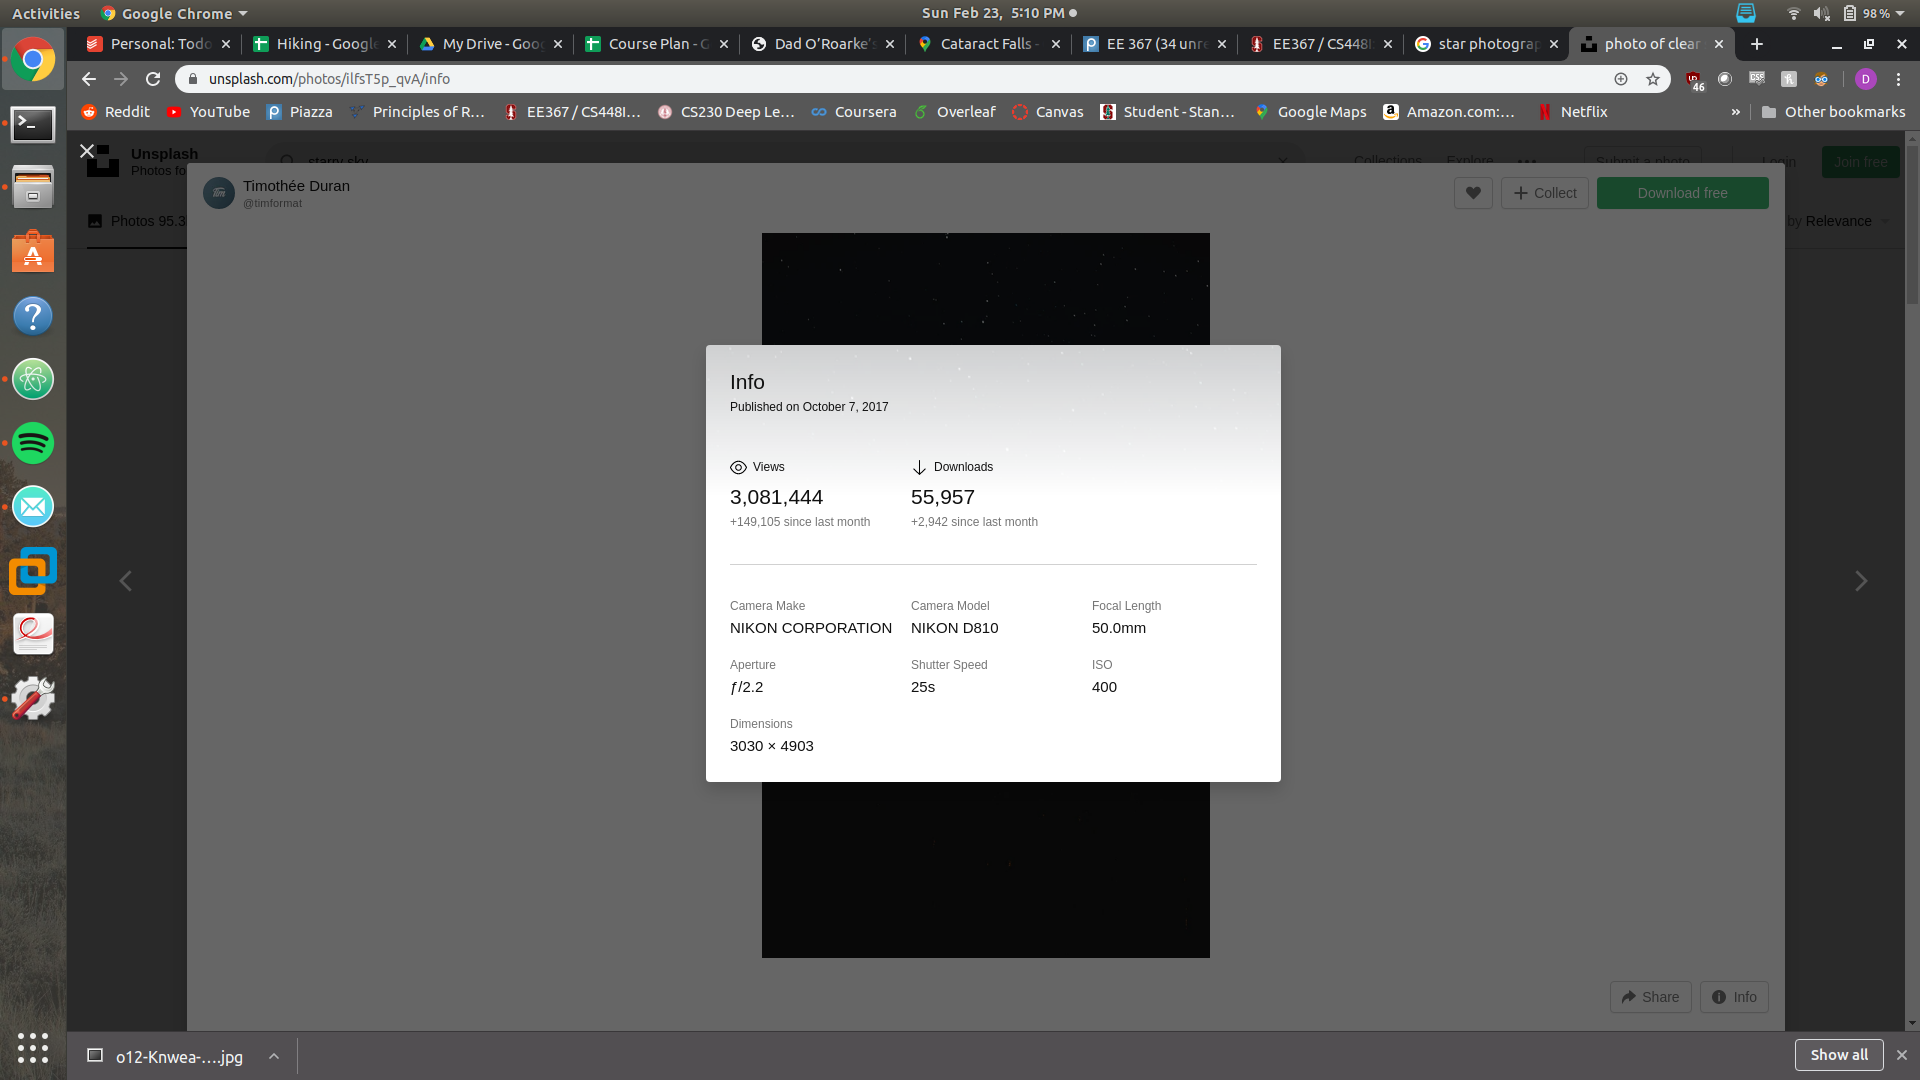 Activities Google Chrome Sun Feb 23, 5:10 PM 98%
Personal: Todo Hiking - Google My Drive - Goog Course Plan - G Dad O'Roarke's Cataract Falls - EE 367 (34 unre EE367 / CS448I star photograp photo of clear
unsplash.com/photos/ilfsT5p_qvA/info 46 D
Reddit YouTube Piazza Principles of R... EE367 / CS448I... CS230 Deep Le... Coursera Overleaf Canvas Student - Stan... Google Maps Amazon.com:... Netflix » Other bookmarks
Unsplash starry sky Collections Explore Submit a photo Login Join free
Photos fo
Timothée Duran Collect Download free
@timformat
Photos 95.3 by Relevance
Info
Published on October 7, 2017
Views Downloads
3,081,444 55,957
+149,105 since last month +2,942 since last month
Camera Make Camera Model Focal Length
NIKON CORPORATION NIKON D810 50.0mm
Aperture Shutter Speed ISO
ƒ/2.2 25s 400
Dimensions
3030 × 4903
Share Info
o12-Knwea-....jpg Show all